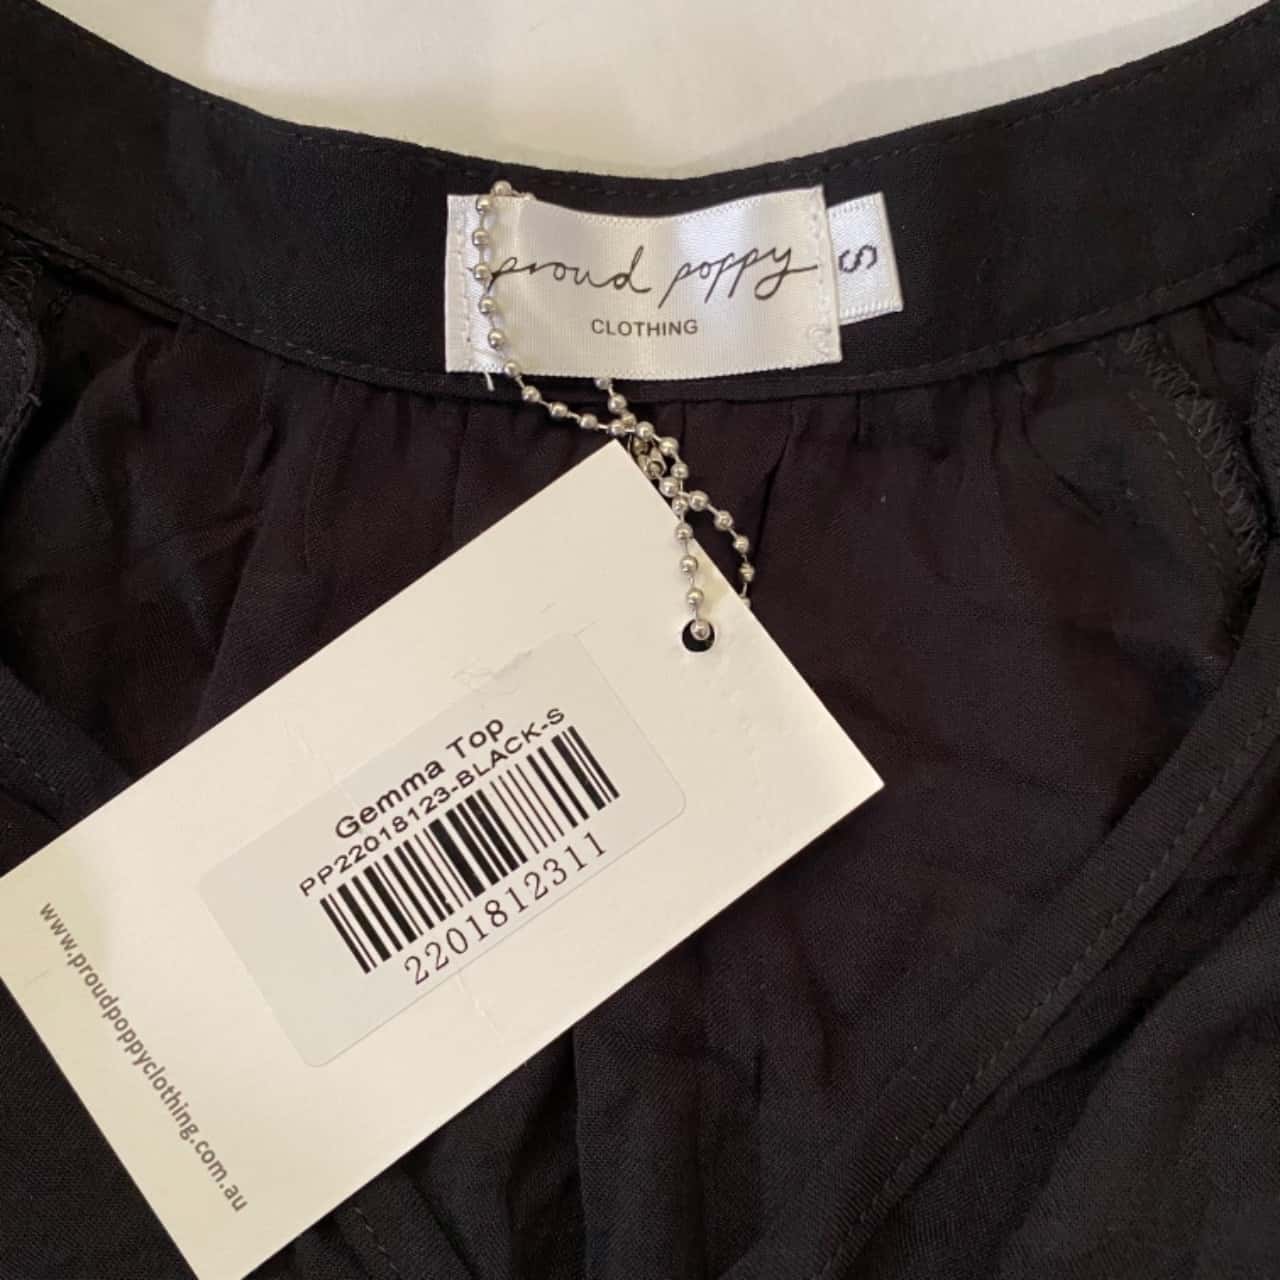 proud poppy
CLOTHING
S
Gemma Top
PP22018123-BLACK-S
2201812311
www.proudpoppyclothing.com.au